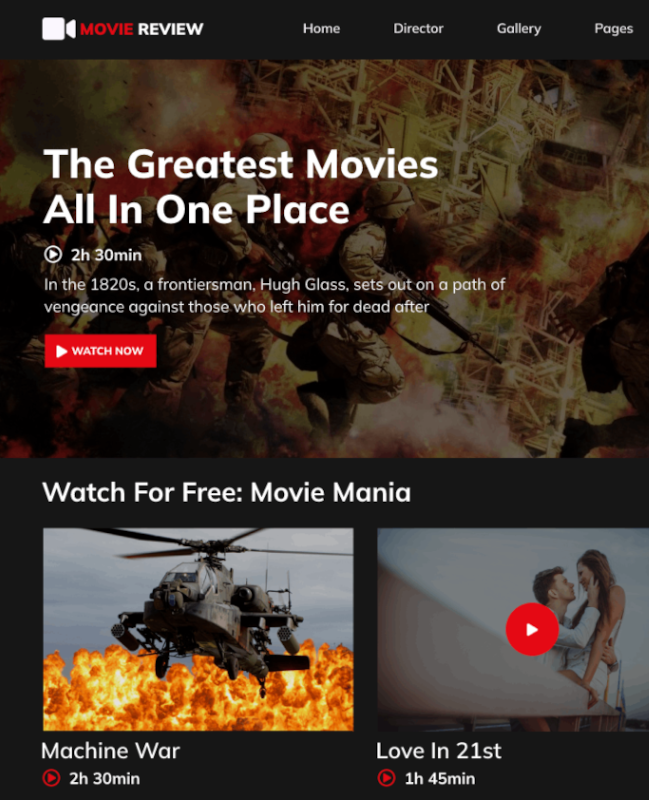 MOVIE REVIEW
Home Director Gallery Pages
The Greatest Movies
All In One Place
2h 30min
In the 1820s, a frontiersman, Hugh Glass, sets out on a path of
vengeance against those who left him for dead after
WATCH NOW
Watch For Free: Movie Mania
Machine War
2h 30min
Love In 21st
1h 45min